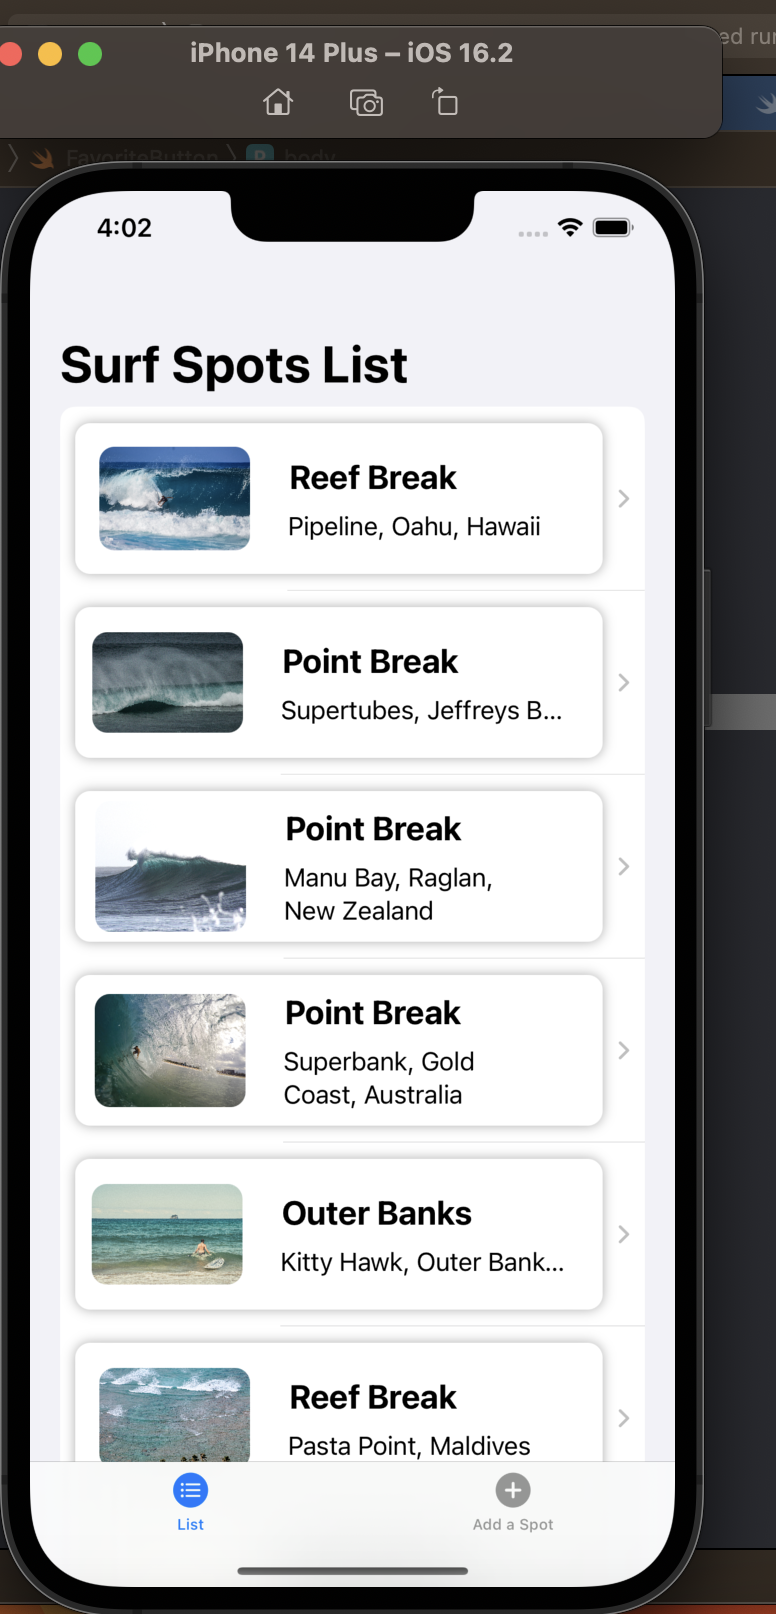 ed run
iPhone 14 Plus – iOS 16.2
FavoriteButton
body
4:02
Surf Spots List
Reef Break
Pipeline, Oahu, Hawaii
Point Break
Supertubes, Jeffreys B...
Point Break
Manu Bay, Raglan,
New Zealand
Point Break
Superbank, Gold
Coast, Australia
Outer Banks
Kitty Hawk, Outer Bank...
Reef Break
Pasta Point, Maldives
List
Add a Spot